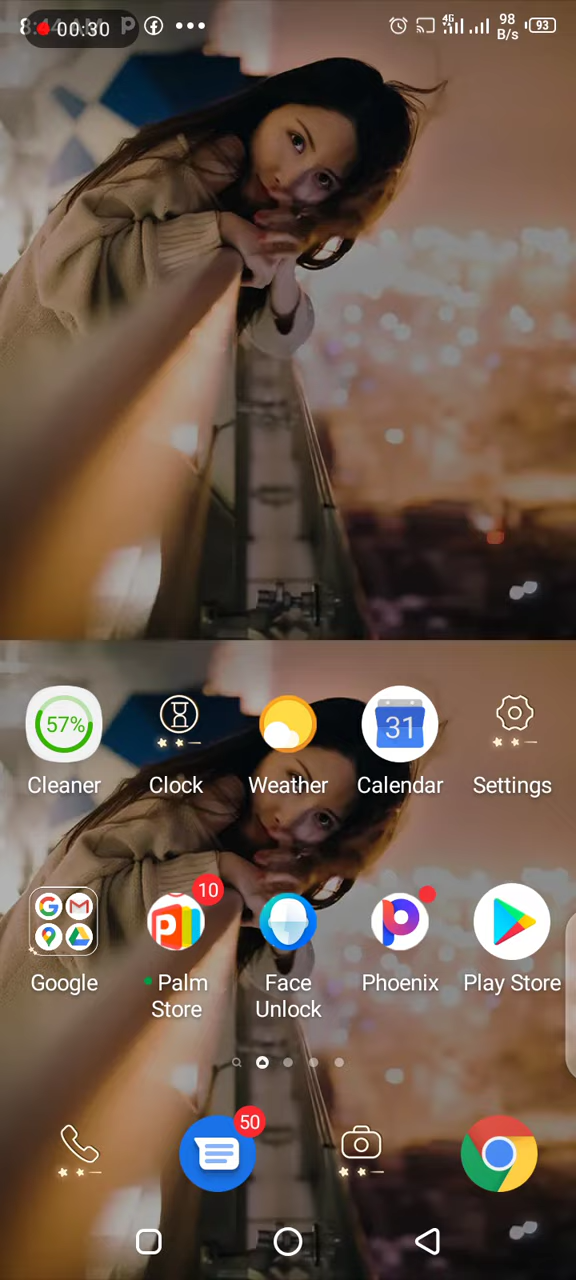 00:30
4G
98
B/s
93
57%
31
Cleaner
Clock
Weather
Calendar
Settings
10
Google
Palm
Store
Face
Unlock
Phoenix
Play Store
50